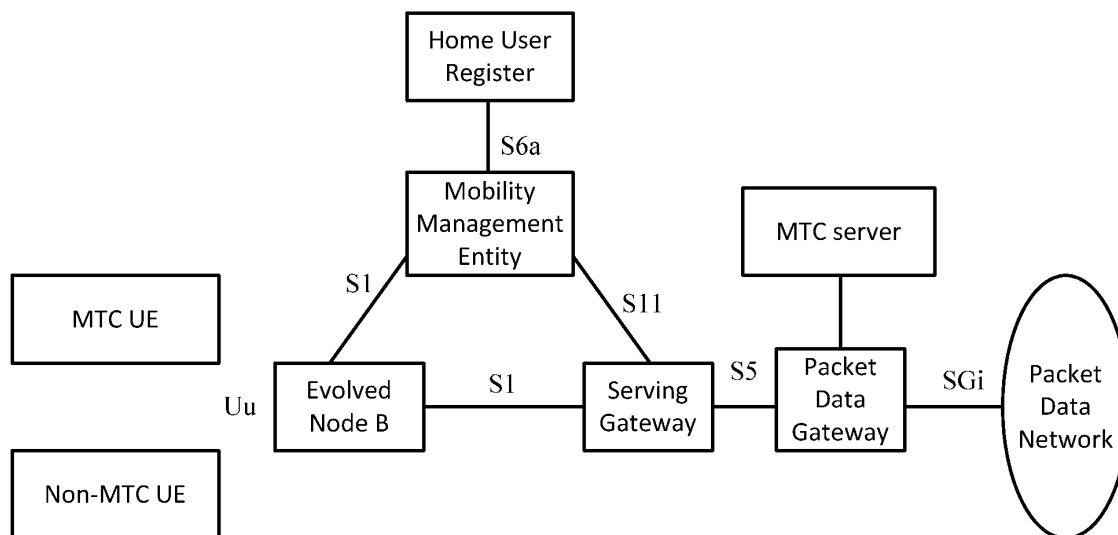 Home User
Register
S6a
Mobility
Management
Entity
MTC server
S1
S11
MTC UE
Evolved
Node B
Uu
S1
Serving
Gateway
S5
Packet
Data
Gateway
SGi
Packet
Data
Network
Non-MTC UE